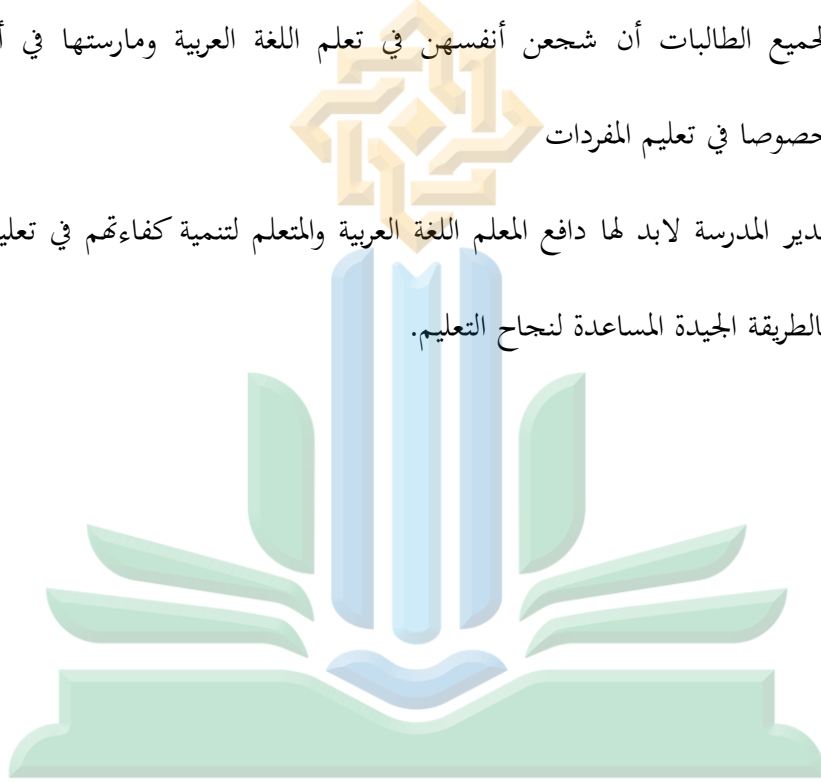 لجميع الطالبات أن شجعن أنفسهن في تعلم اللغة العربية ومارستها في
خصوصا في تعليم المفردات
دير المدرسة لابد لها دافع المعلم اللغة العربية والمتعلم لتنمية كفاءتهم في تعلي
الطريقة الجيدة المساعدة لنجاح التعليم.